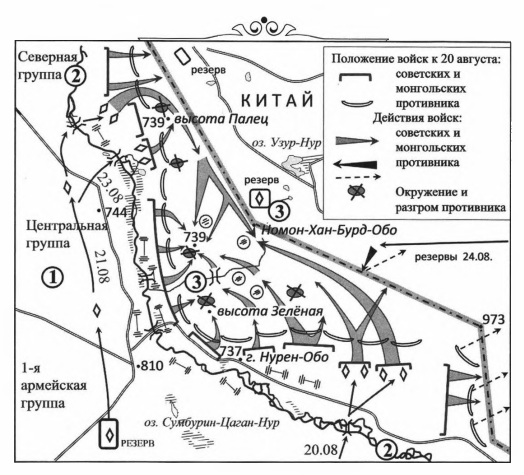 Северная
группа
②
резерв
КИТАЙ
739
высота Палец
оз. Узур-Нур
Положение войск к 20 августа:
советских и
монгольских
противника
Действия войск:
советских и
монгольских
противника
Окружение и
разгром противника
23.08
744
резерв
③
Номон-Хан-Бурд-Обо
Центральная
группа
739
резервы 24.08.
①
21.08
③
высота Зелёная
973
1-я
армейская
группа
810
737
г. Нурен-Обо
оз. Сумбурин-Цаган-Нур
РЕЗЕРВ
20.08
②